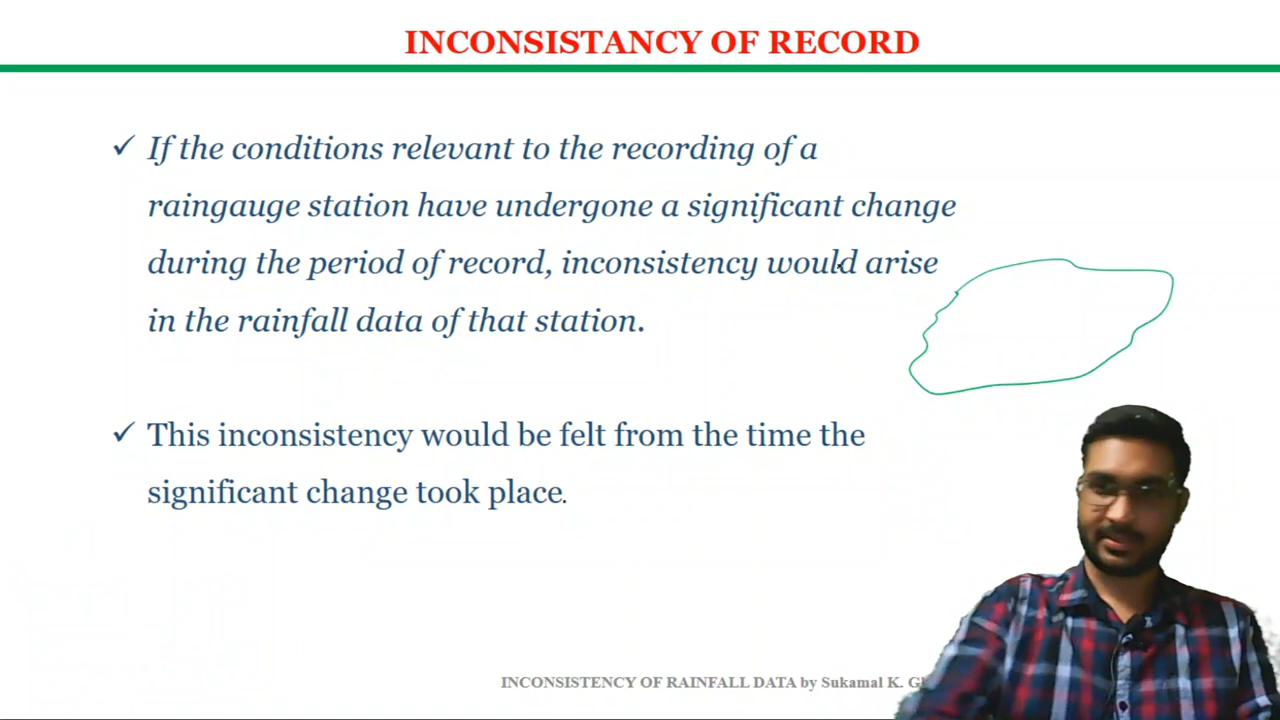 INCONSISTANCY OF RECORD
✓ If the conditions relevant to the recording of a
raingauge station have undergone a significant change
during the period of record, inconsistency would arise
in the rainfall data of that station.
✓ This inconsistency would be felt from the time the
significant change took place.
INCONSISTENCY OF RAINFALL DATA by Sukamal K.